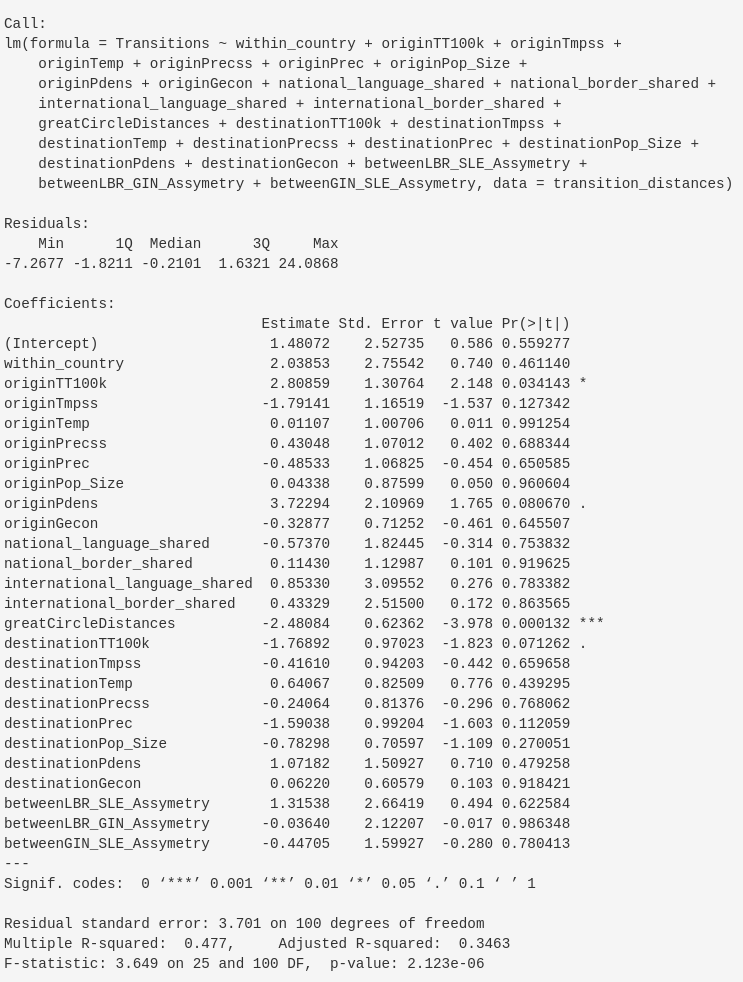 Call:
lm(formula = Transitions ~ within_country + originTT100k + originTmpss +
    originTemp + originPrecss + originPrec + originPop_Size +
    originPdens + originGecon + national_language_shared + national_border_shared +
    international_language_shared + international_border_shared +
    greatCircleDistances + destinationTT100k + destinationTmpss +
    destinationTemp + destinationPrecss + destinationPrec + destinationPop_Size +
    destinationPdens + destinationGecon + betweenLBR_SLE_Assymetry +
    betweenLBR_GIN_Assymetry + betweenGIN_SLE_Assymetry, data = transition_distances)

Residuals:
    Min      1Q  Median      3Q     Max
-7.2677 -1.8211 -0.2101  1.6321 24.0868

Coefficients:
                              Estimate Std. Error t value Pr(>|t|)
(Intercept)                    1.48072    2.52735   0.586 0.559277
within_country                 2.03853    2.75542   0.740 0.461140
originTT100k                   2.80859    1.30764   2.148 0.034143 *
originTmpss                   -1.79141    1.16519  -1.537 0.127342
originTemp                     0.01107    1.00706   0.011 0.991254
originPrecss                   0.43048    1.07012   0.402 0.688344
originPrec                    -0.48533    1.06825  -0.454 0.650585
originPop_Size                 0.04338    0.87599   0.050 0.960604
originPdens                    3.72294    2.10969   1.765 0.080670 .
originGecon                   -0.32877    0.71252  -0.461 0.645507
national_language_shared      -0.57370    1.82445  -0.314 0.753832
national_border_shared         0.11430    1.12987   0.101 0.919625
international_language_shared  0.85330    3.09552   0.276 0.783382
international_border_shared    0.43329    2.51500   0.172 0.863565
greatCircleDistances          -2.48084    0.62362  -3.978 0.000132 ***
destinationTT100k             -1.76892    0.97023  -1.823 0.071262 .
destinationTmpss              -0.41610    0.94203  -0.442 0.659658
destinationTemp                0.64067    0.82509   0.776 0.439295
destinationPrecss             -0.24064    0.81376  -0.296 0.768062
destinationPrec               -1.59038    0.99204  -1.603 0.112059
destinationPop_Size           -0.78298    0.70597  -1.109 0.270051
destinationPdens               1.07182    1.50927   0.710 0.479258
destinationGecon               0.06220    0.60579   0.103 0.918421
betweenLBR_SLE_Assymetry       1.31538    2.66419   0.494 0.622584
betweenLBR_GIN_Assymetry      -0.03640    2.12207  -0.017 0.986348
betweenGIN_SLE_Assymetry      -0.44705    1.59927  -0.280 0.780413
---
Signif. codes:  0 ‘***’ 0.001 ‘**’ 0.01 ‘*’ 0.05 ‘.’ 0.1 ‘ ’ 1

Residual standard error: 3.701 on 100 degrees of freedom
Multiple R-squared:  0.477,     Adjusted R-squared:  0.3463
F-statistic: 3.649 on 25 and 100 DF,  p-value: 2.123e-06